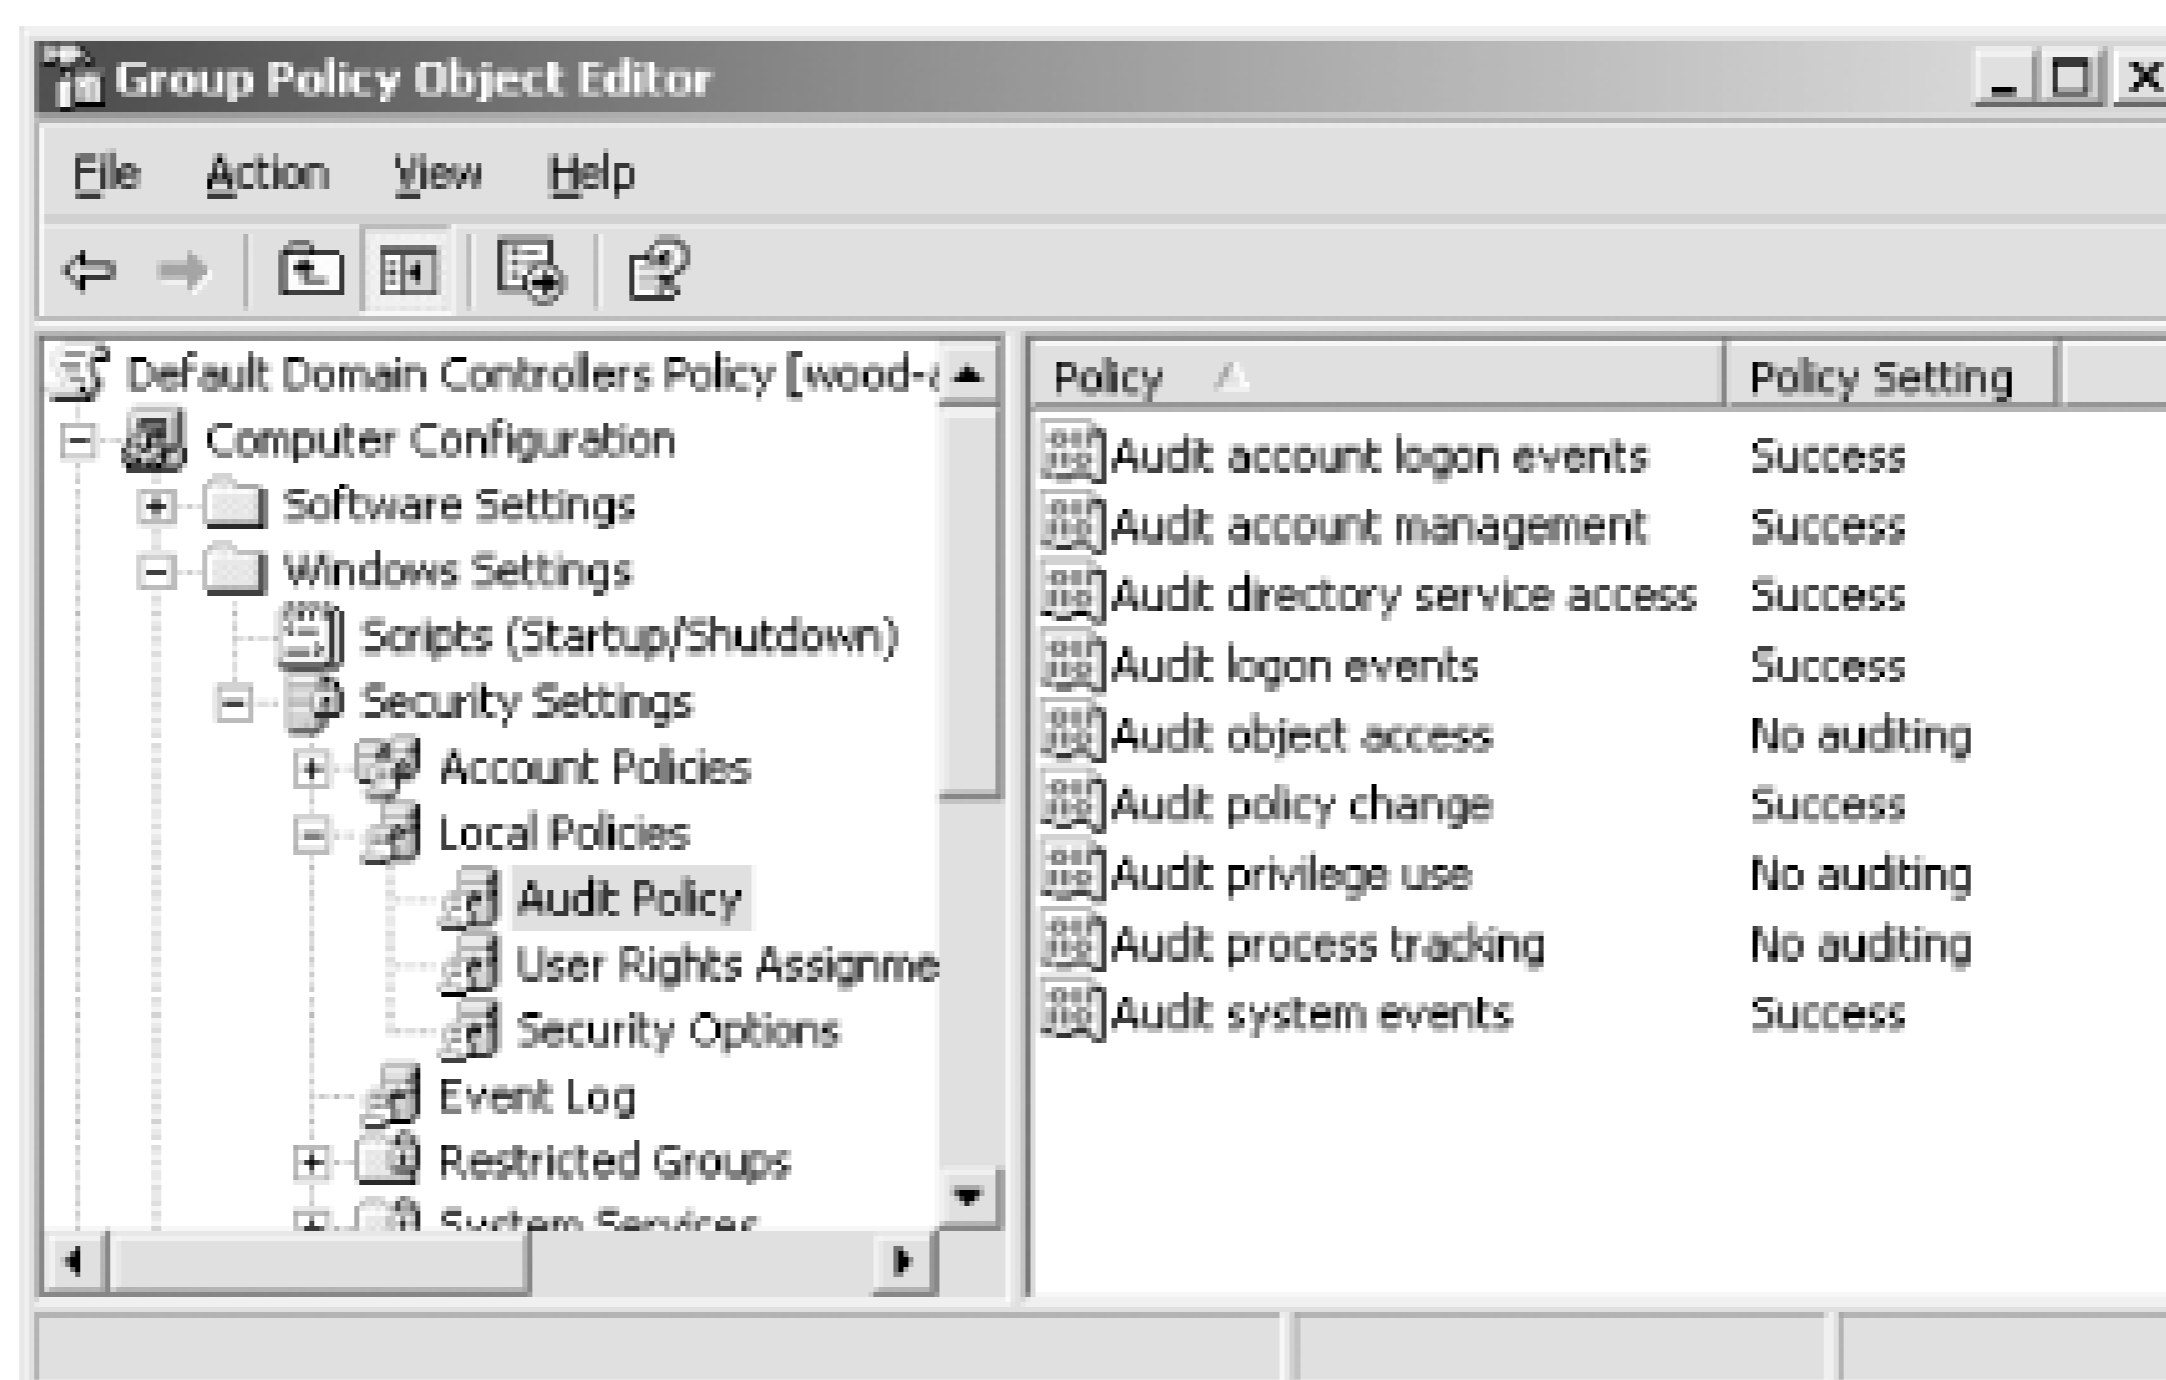 Group Policy Object Editor
File Action View Help
Default Domain Controllers Policy [wood-
Computer Configuration
Software Settings
Windows Settings
Scripts (Startup/Shutdown)
Security Settings
Account Policies
Local Policies
Audit Policy
User Rights Assignme
Security Options
Event Log
Restricted Groups
System Services
Policy Policy Setting
Audit account logon events Success
Audit account management Success
Audit directory service access Success
Audit logon events Success
Audit object access No auditing
Audit policy change Success
Audit privilege use No auditing
Audit process tracking No auditing
Audit system events Success